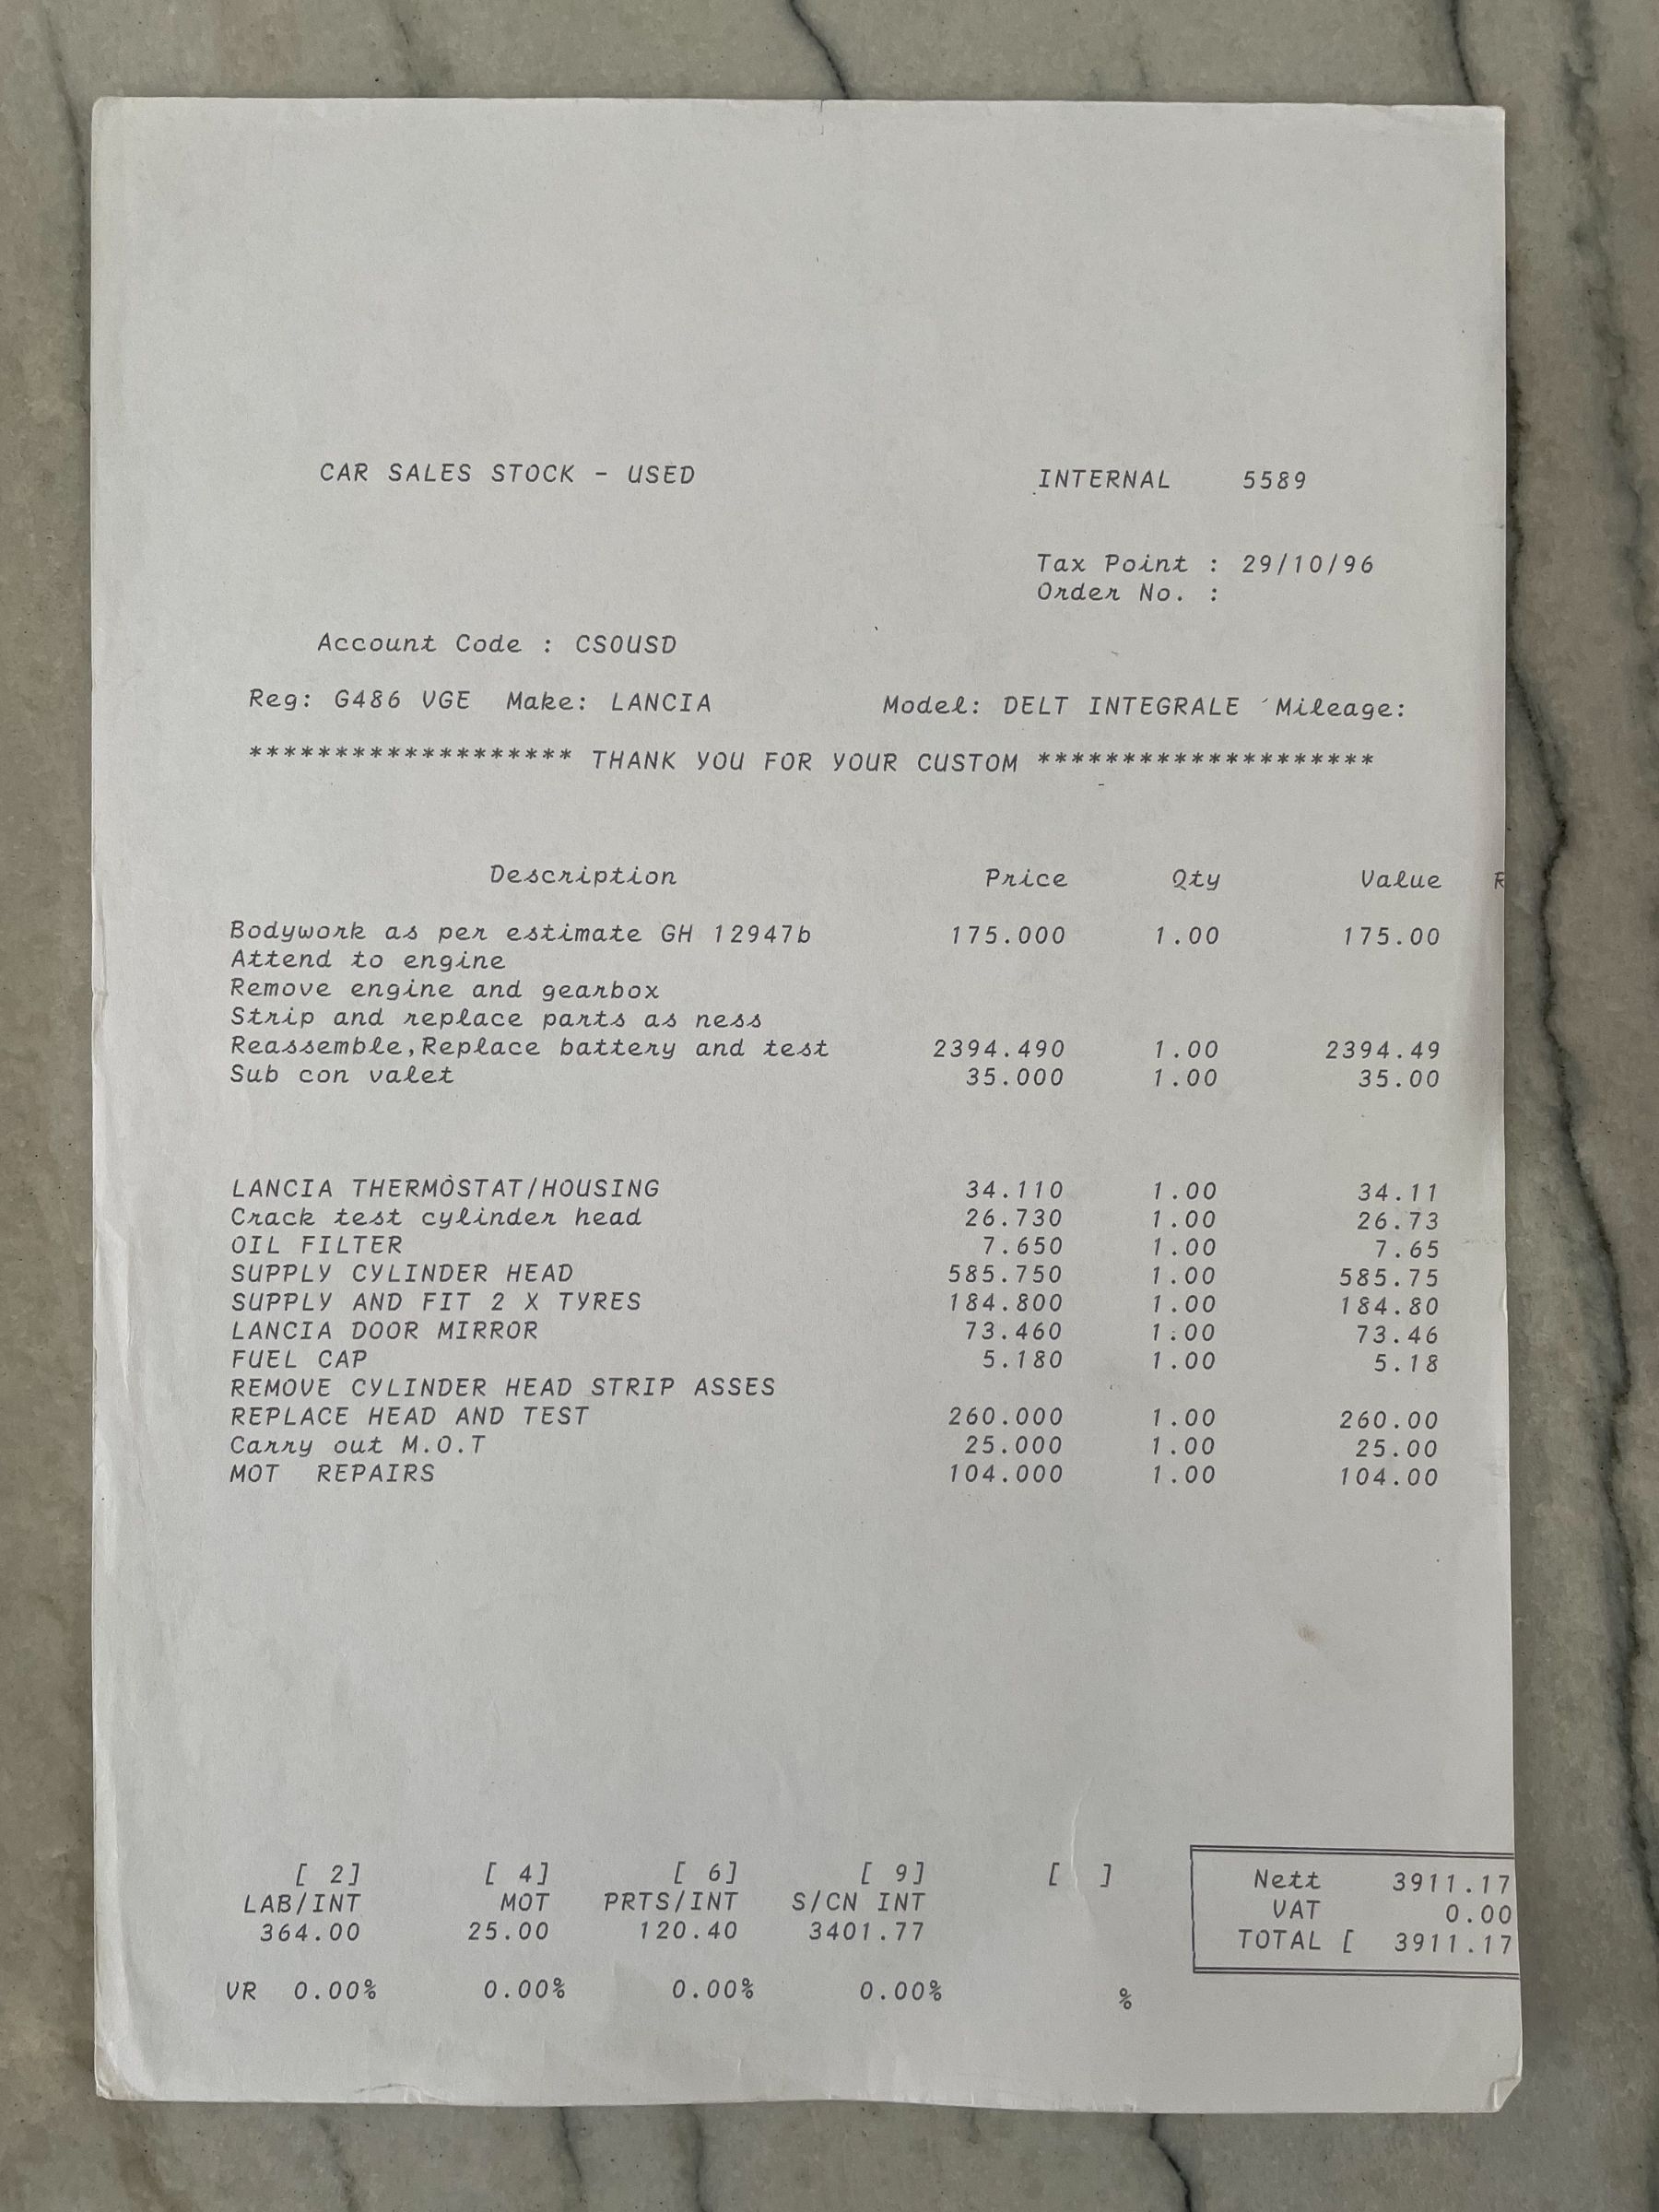 CAR SALES STOCK - USED INTERNAL 5589
Tax Point : 29/10/96
Order No. :
Account Code : CSOUSD
Reg: G486 VGE Make: LANCIA Model: DELT INTEGRALE Mileage:
******************* THANK YOU FOR YOUR CUSTOM ********************
Description Price Qty Value R
Bodywork as per estimate GH 12947b 175.000 1.00 175.00
Attend to engine
Remove engine and gearbox
Strip and replace parts as ness
Reassemble,Replace battery and test 2394.490 1.00 2394.49
Sub con valet 35.000 1.00 35.00
LANCIA THERMOSTAT/HOUSING 34.110 1.00 34.11
Crack test cylinder head 26.730 1.00 26.73
OIL FILTER 7.650 1.00 7.65
SUPPLY CYLINDER HEAD 585.750 1.00 585.75
SUPPLY AND FIT 2 X TYRES 184.800 1.00 184.80
LANCIA DOOR MIRROR 73.460 1.00 73.46
FUEL CAP 5.180 1.00 5.18
REMOVE CYLINDER HEAD STRIP ASSES
REPLACE HEAD AND TEST 260.000 1.00 260.00
Carry out M.O.T 25.000 1.00 25.00
MOT REPAIRS 104.000 1.00 104.00
[ 2] [ 4] [ 6] [ 9] [ ] Nett 3911.17
LAB/INT MOT PRTS/INT S/CN INT VAT 0.00
364.00 25.00 120.40 3401.77 TOTAL [ 3911.17
VR 0.00% 0.00% 0.00% 0.00% %